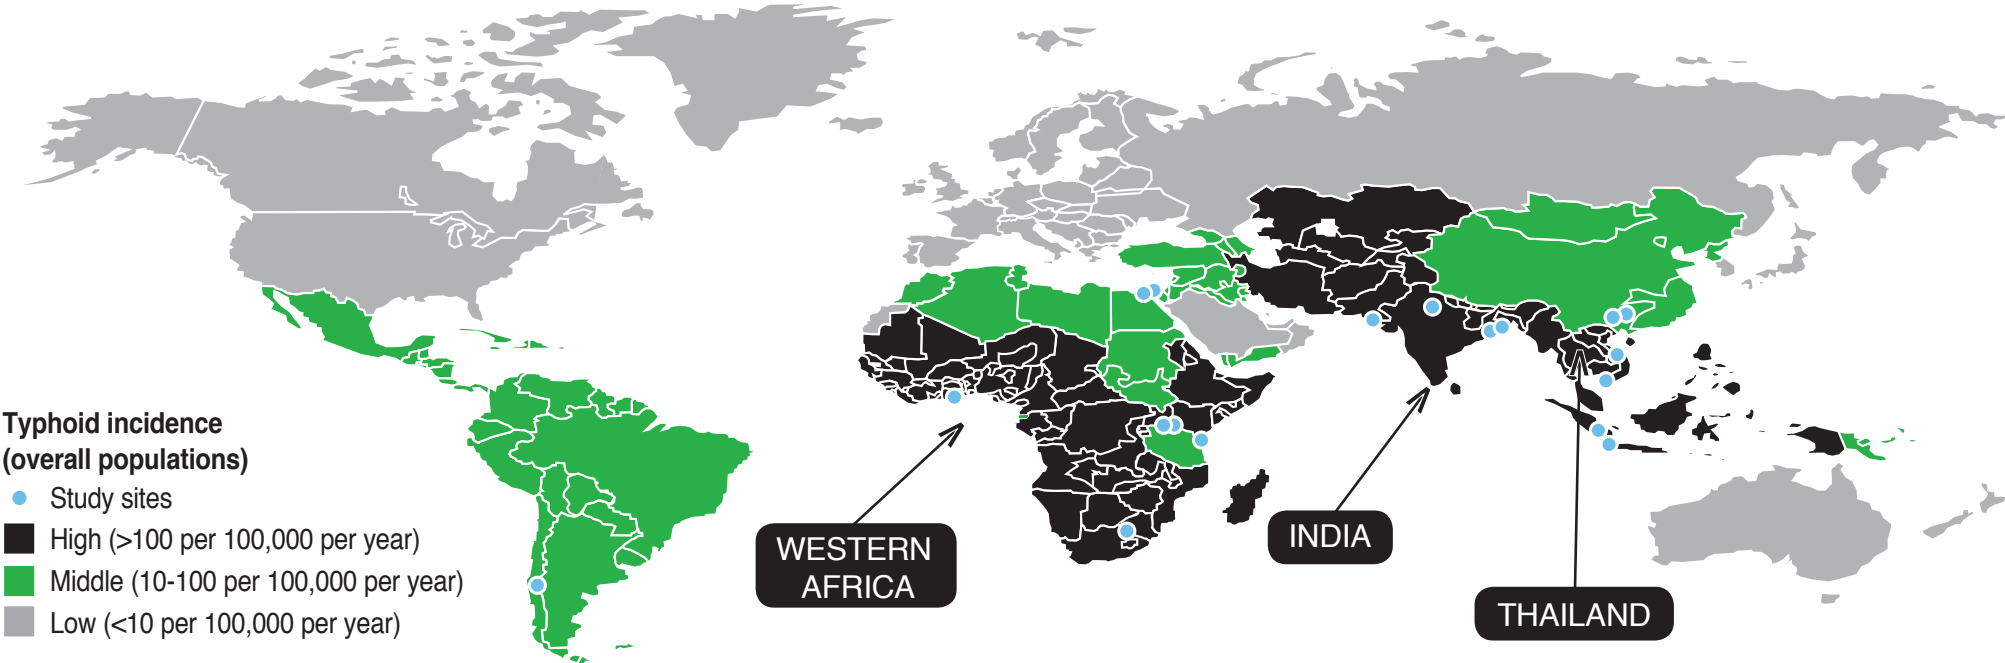 Typhoid incidence
(overall populations)
Study sites
High (>100 per 100,000 per year)
Middle (10-100 per 100,000 per year)
Low (<10 per 100,000 per year)
WESTERN
AFRICA
INDIA
THAILAND